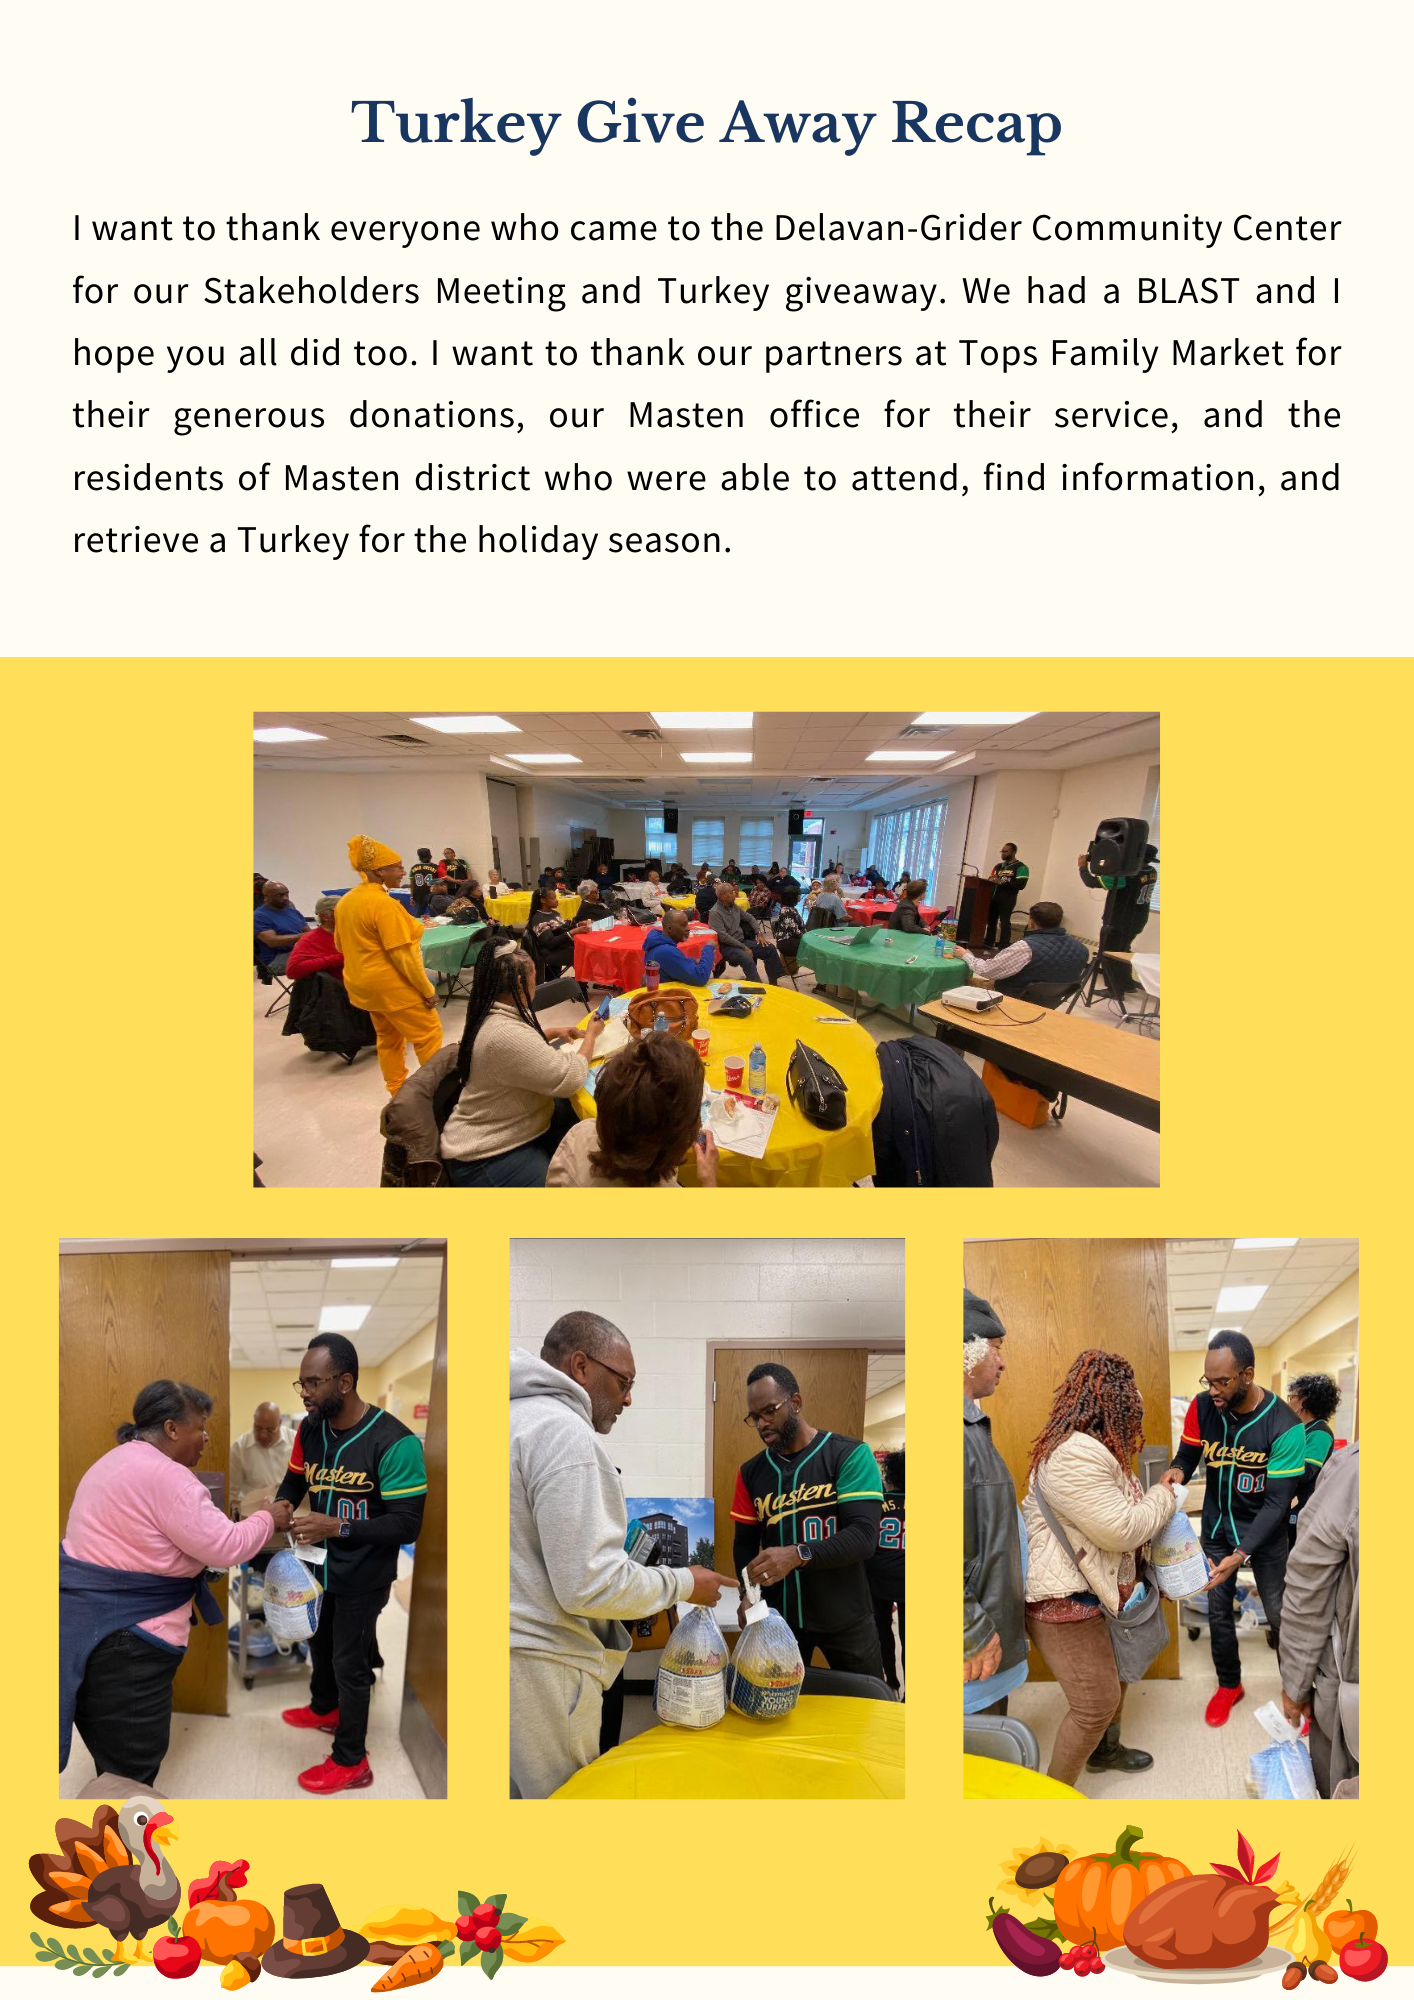 Turkey Give Away Recap
I want to thank everyone who came to the Delavan-Grider Community Center
for our Stakeholders Meeting and Turkey giveaway. We had a BLAST and I
hope you all did too. I want to thank our partners at Tops Family Market for
their generous donations, our Masten office for their service, and the
residents of Masten district who were able to attend, find information, and
retrieve a Turkey for the holiday season.
04
Masten
01
Masten
01
MS.
YOUNG
TURKEY
Masten
01